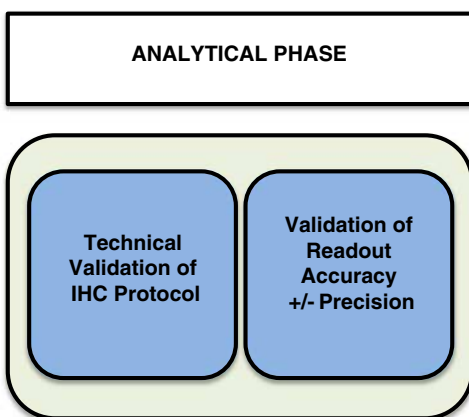 ANALYTICAL PHASE
Technical
Validation of
IHC Protocol
Validation of
Readout
Accuracy
+/- Precision